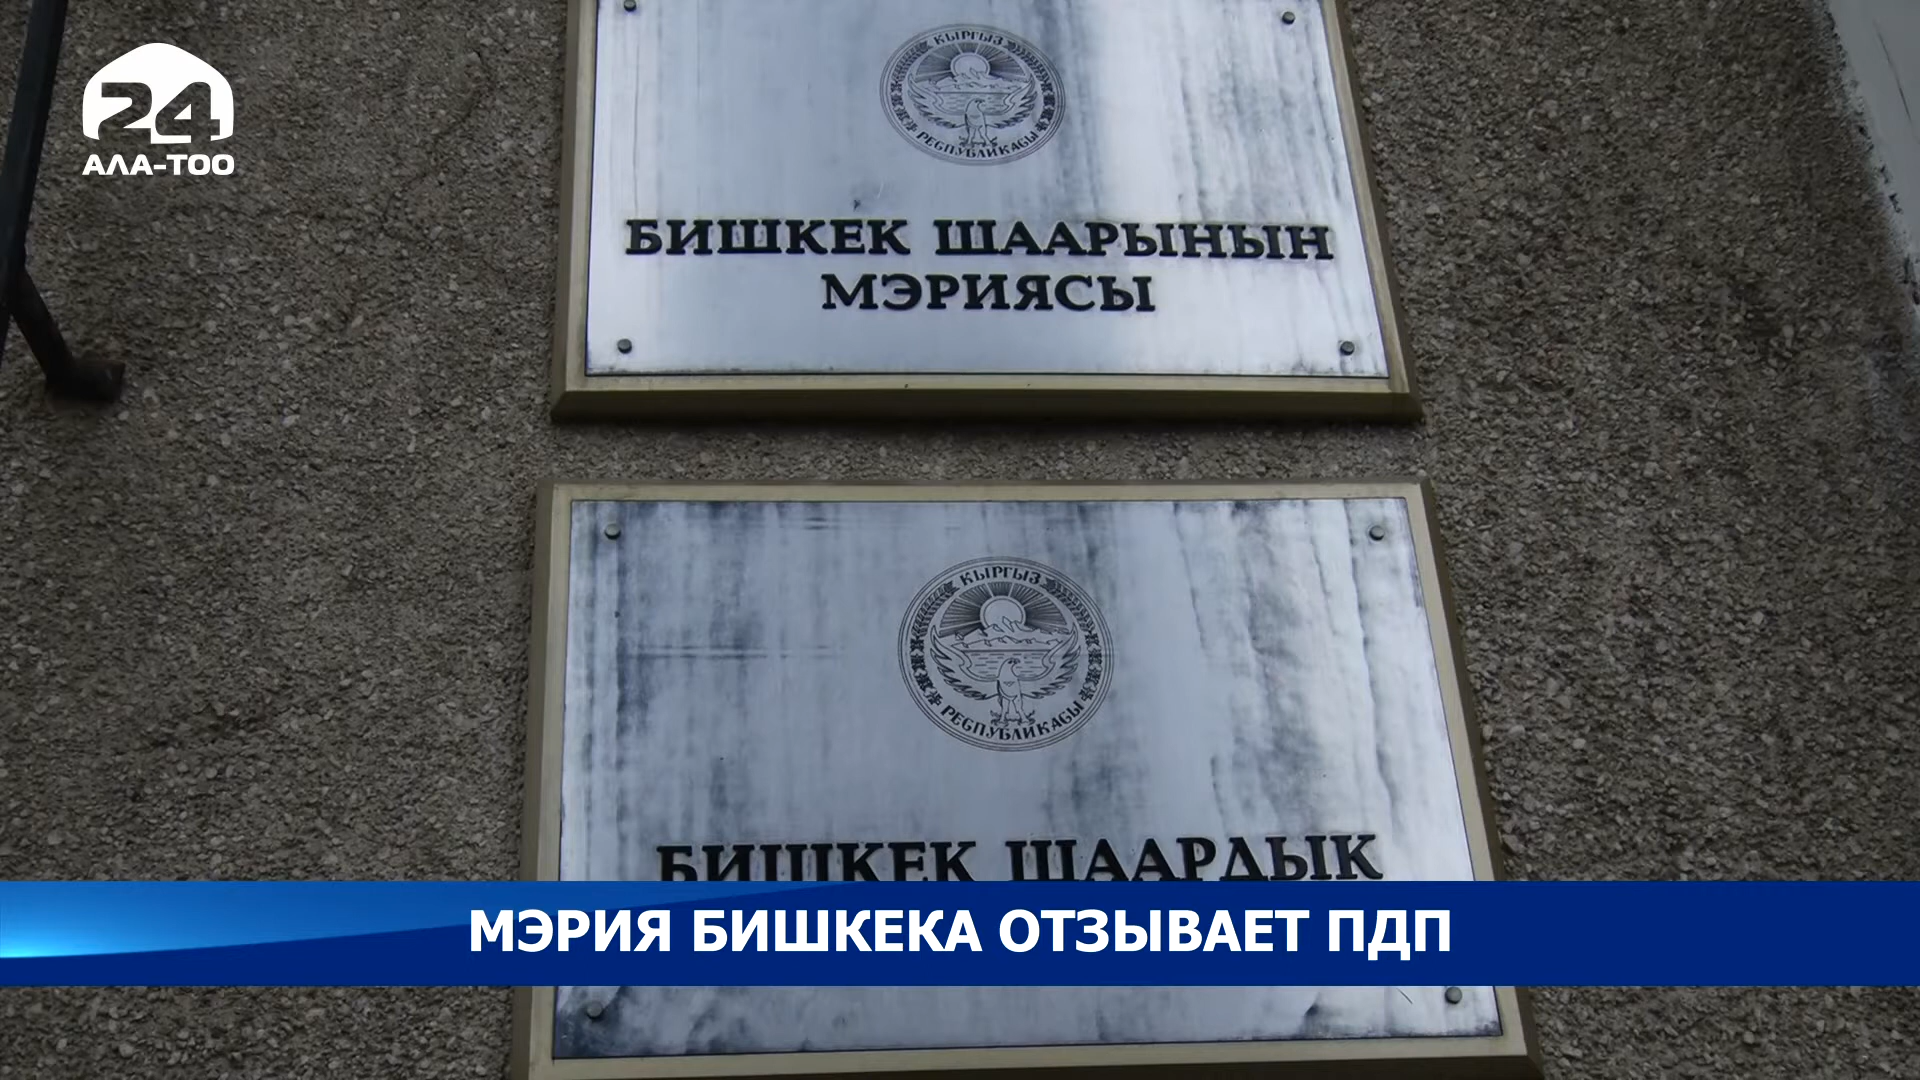 24
АЛА-ТОО
КЫРГЫЗ
РЕСПУБЛИКАСЫ
БИШКЕК ШААРЫНЫН
МЭРИЯСЫ
КЫРГЫЗ
РЕСПУБЛИКАСЫ
БИШКЕК ШААРДЫК
МЭРИЯ БИШКЕКА ОТЗЫВАЕТ ПДП